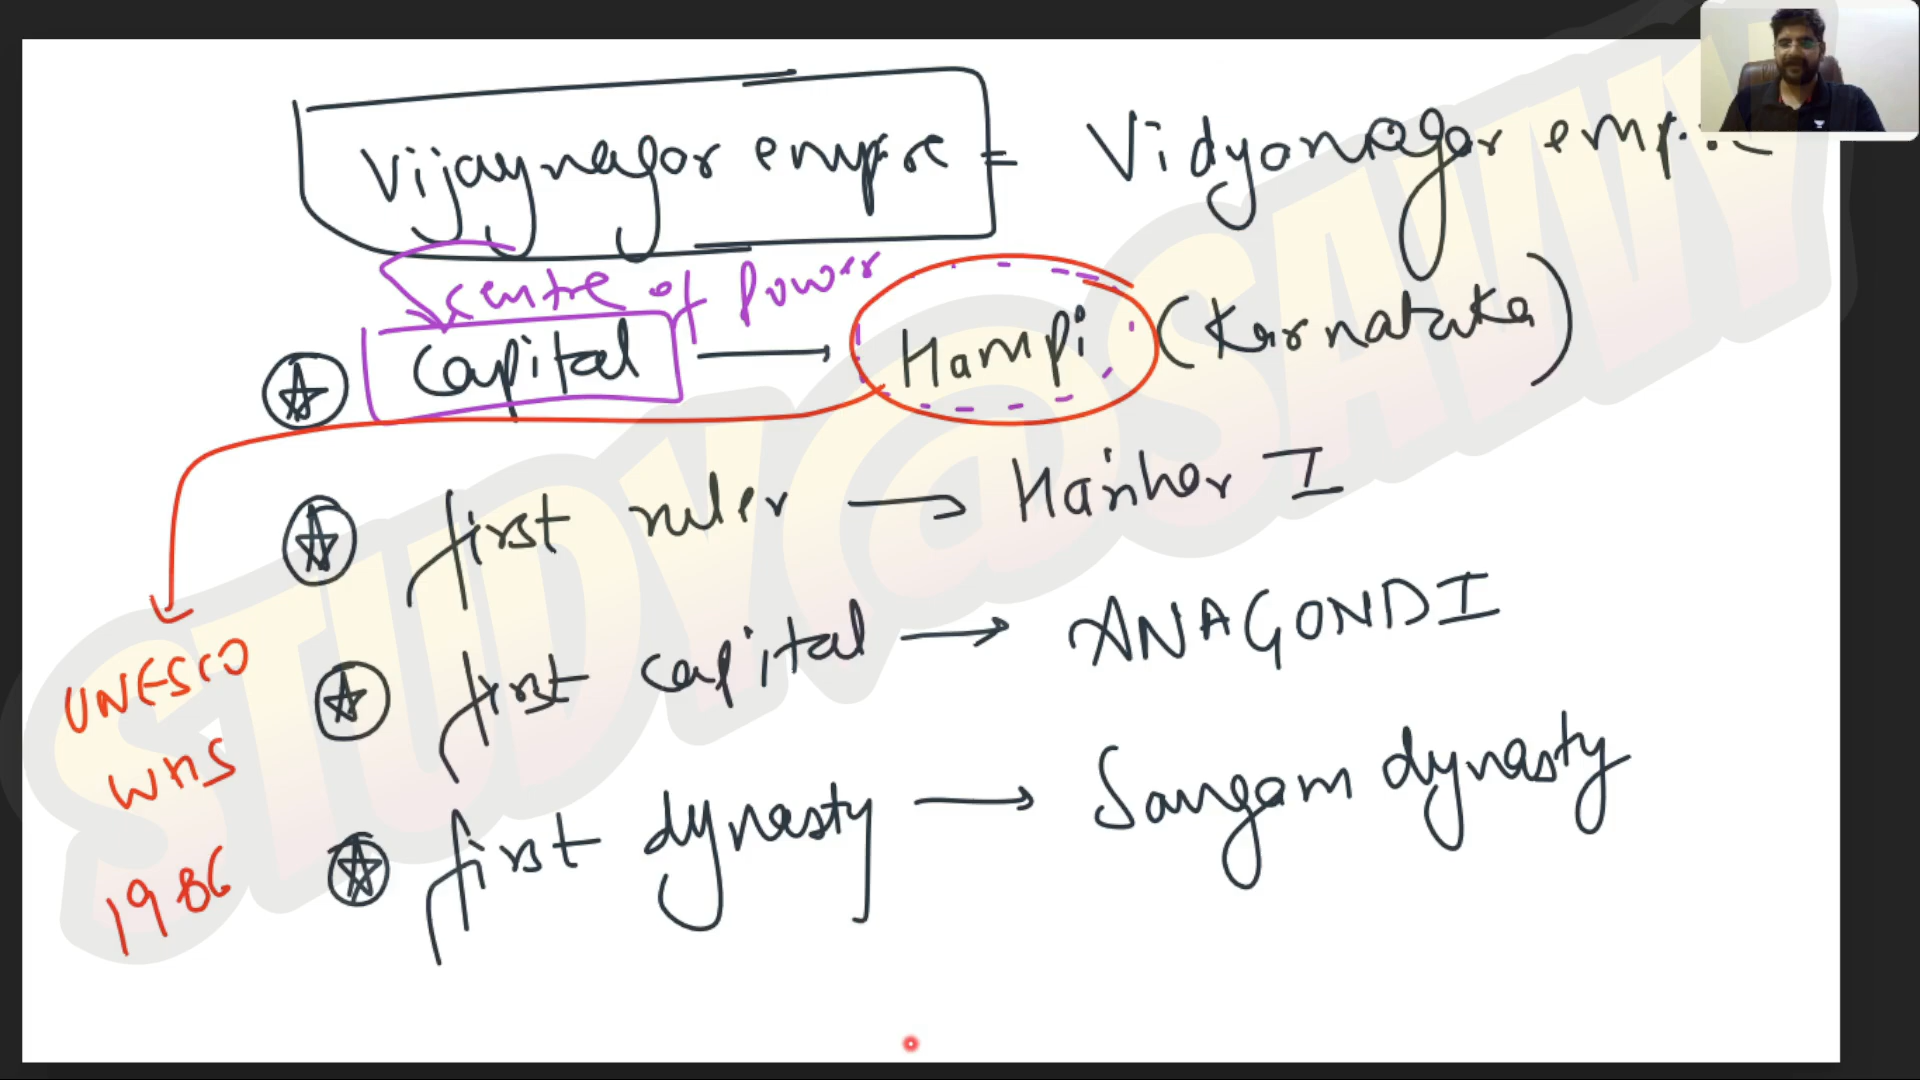 Vijaynagar empire = Vidyanagar empire
centre of power
Capital → Hampi (Karnataka)
first ruler → Harihar I
first capital → ANAGONDI
first dynasty → Sangam dynasty
UNESCO
WHS
1986
STUDY@SAVVY